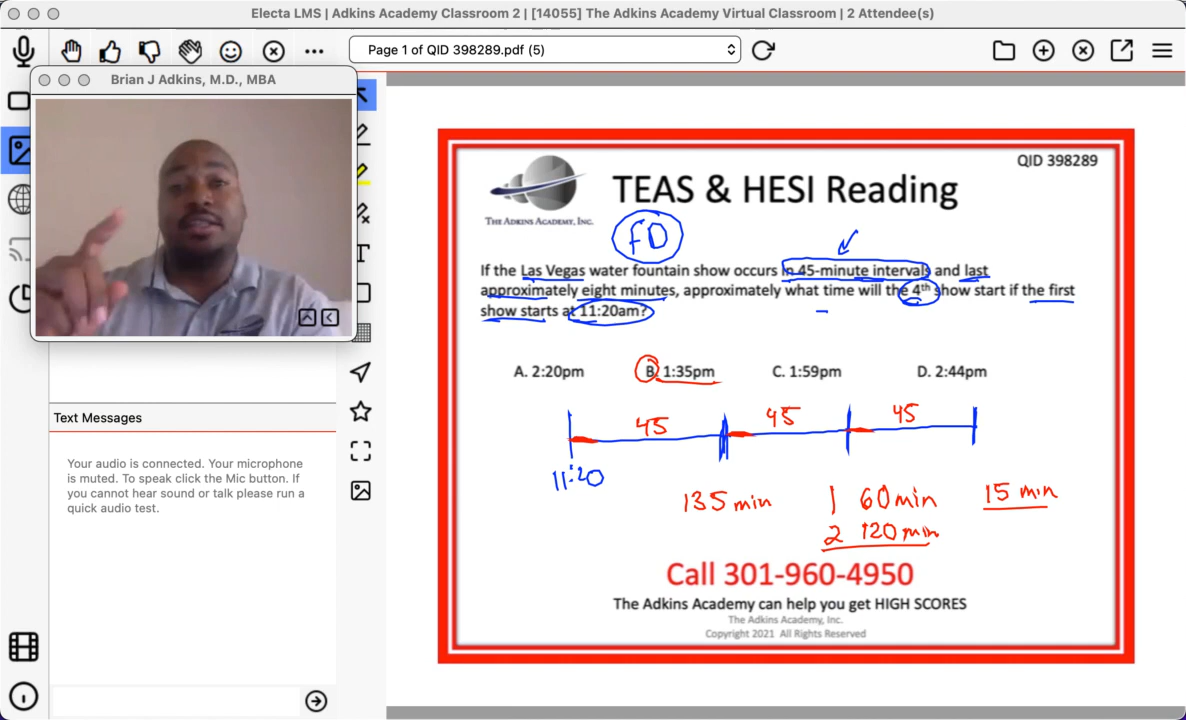 Electa LMS | Adkins Academy Classroom 2 | [14055] The Adkins Academy Virtual Classroom | 2 Attendee(s)
Page 1 of QID 398289.pdf (5)
Brian J Adkins, M.D., MBA
QID 398289
TEAS & HESI Reading
THE ADKINS ACADEMY, INC.
FD
If the Las Vegas water fountain show occurs in 45-minute intervals and last
approximately eight minutes, approximately what time will the 4th show start if the first
show starts at 11:20am?
A. 2:20pm B. 1:35pm C. 1:59pm D. 2:44pm
45 45 45
11:20
135 min 1 60min 15 min
2 120min
Call 301-960-4950
The Adkins Academy can help you get HIGH SCORES
The Adkins Academy, Inc.
Copyright 2021 All Rights Reserved
Text Messages
Your audio is connected. Your microphone
is muted. To speak click the Mic button. If
you cannot hear sound or talk please run a
quick audio test.
T